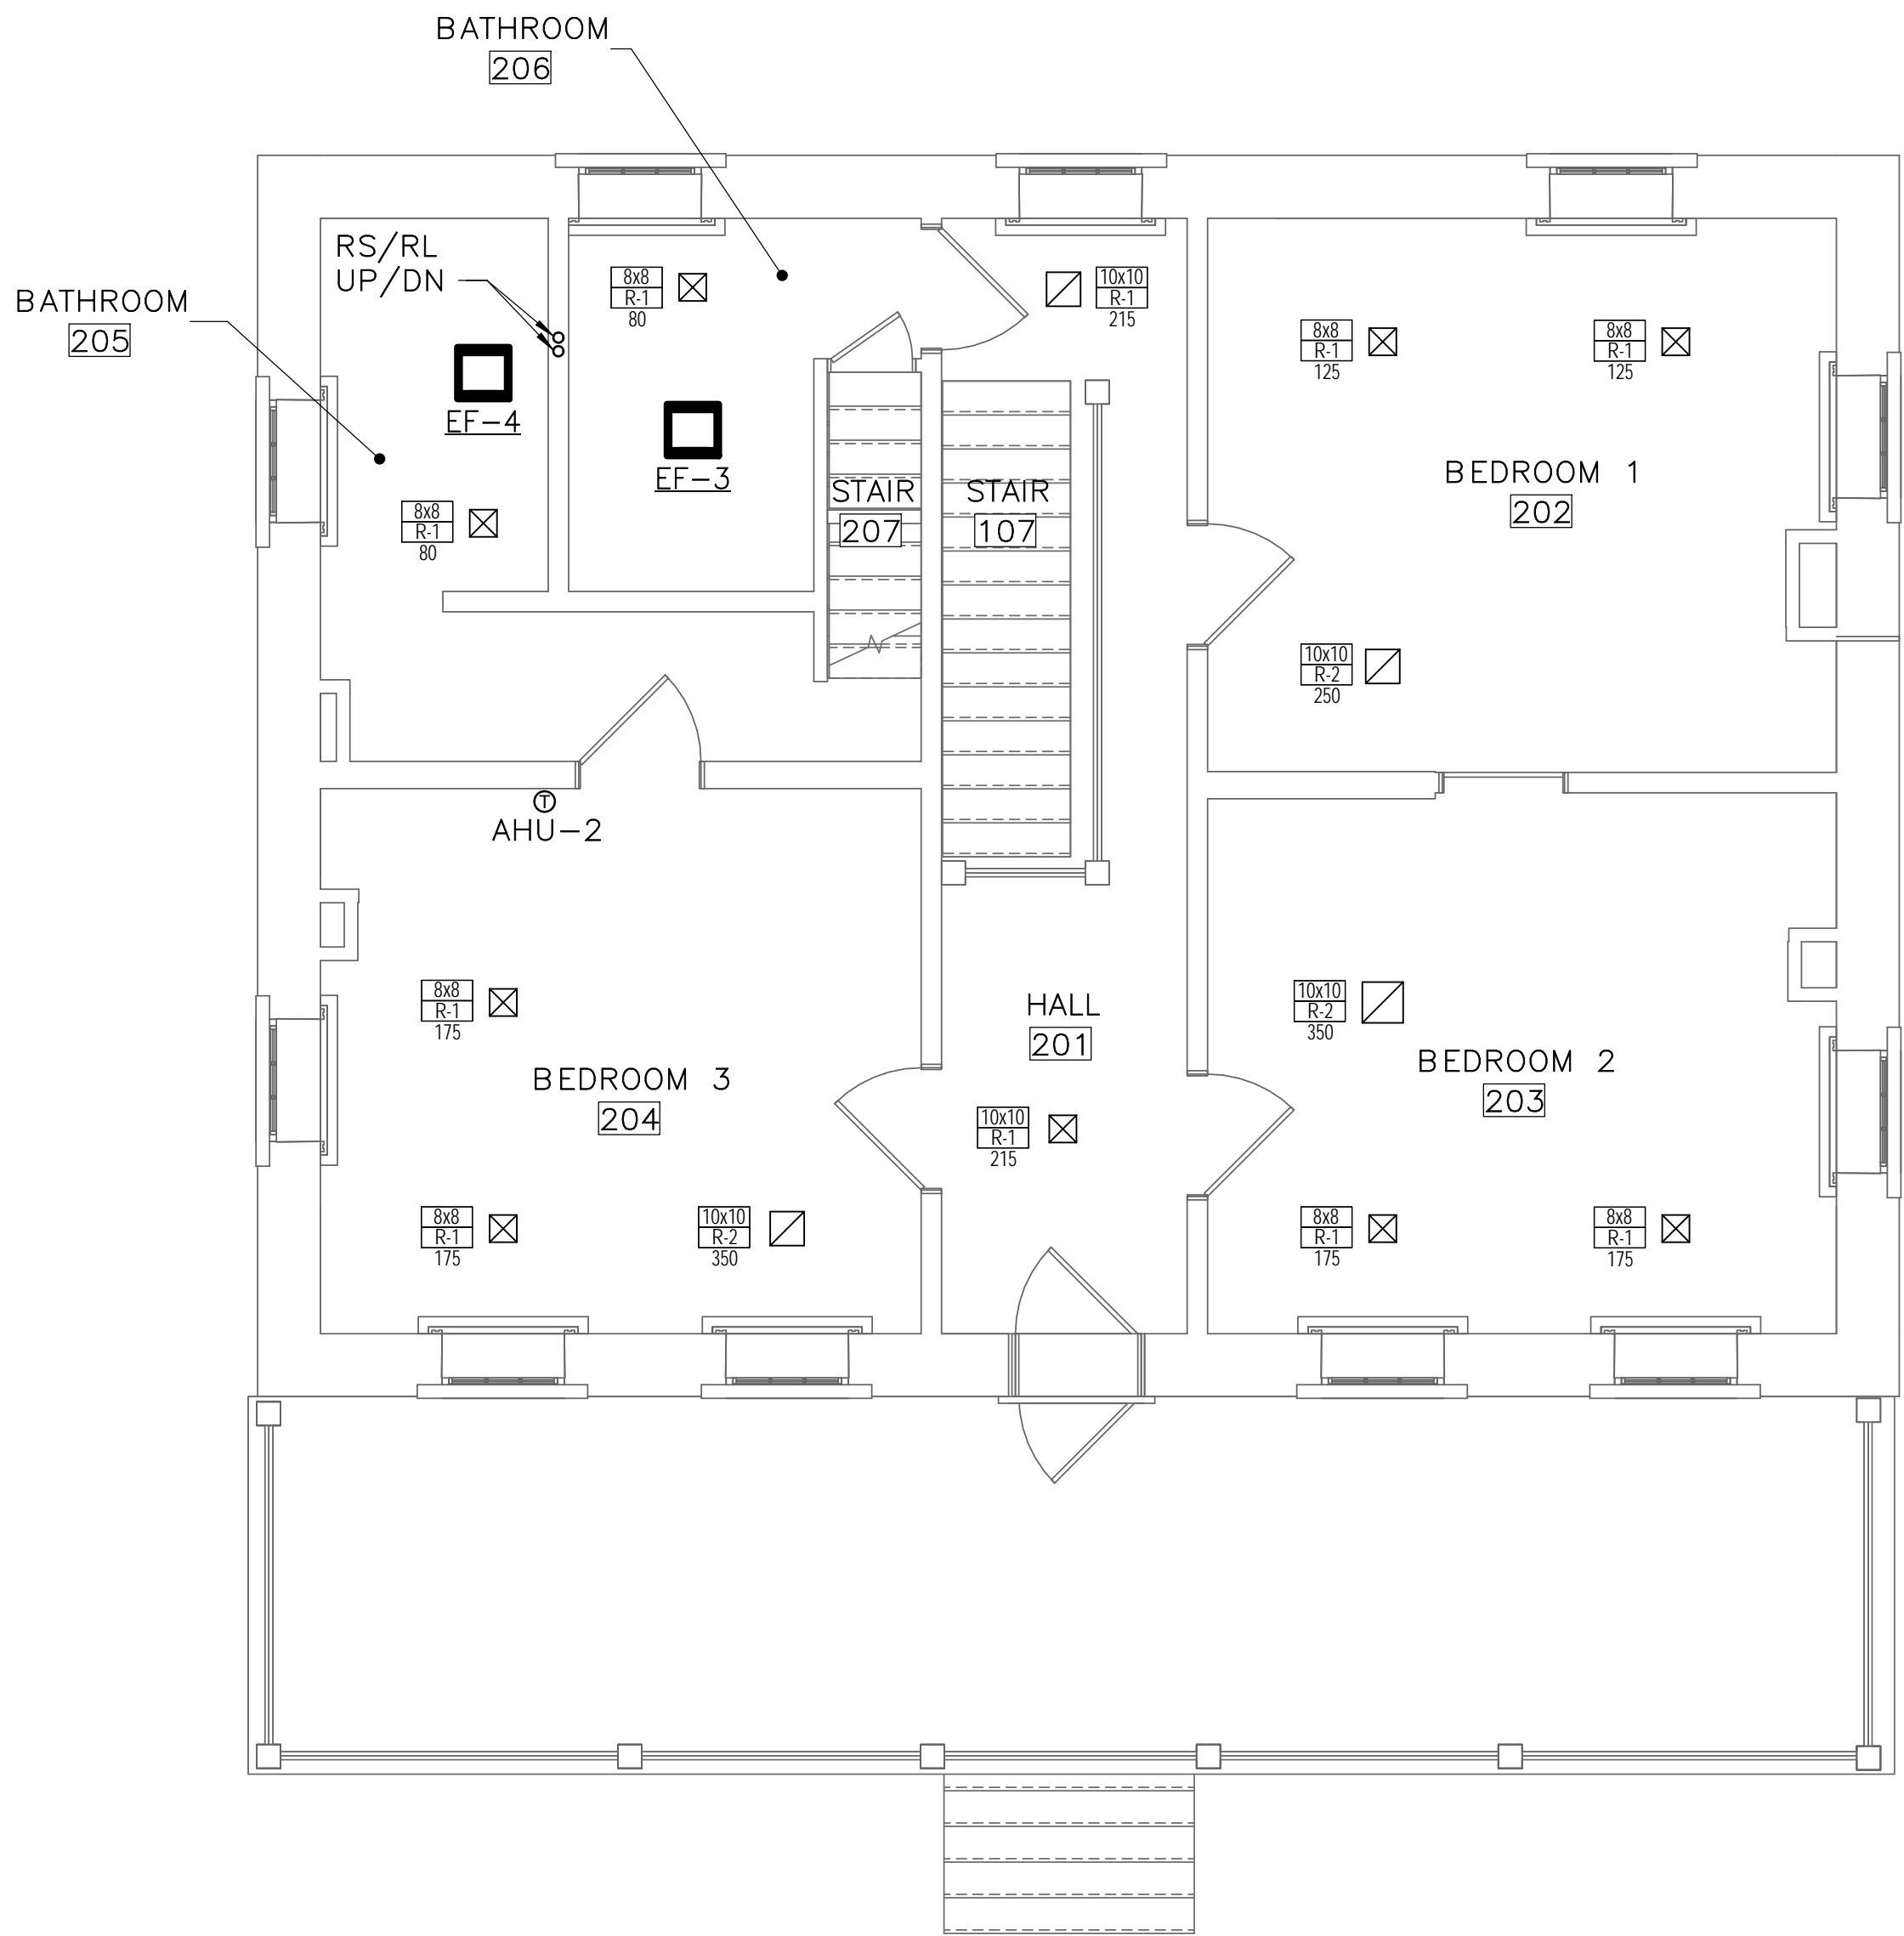 BATHROOM
206
RS/RL
UP/DN
BATHROOM
205
EF-4
8x8
R-1
80
EF-3
8x8
R-1
80
STAIR
207
STAIR
107
10x10
R-1
215
8x8
R-1
125
8x8
R-1
125
BEDROOM 1
202
10x10
R-2
250
T
AHU-2
8x8
R-1
175
BEDROOM 3
204
8x8
R-1
175
10x10
R-2
350
HALL
201
10x10
R-1
215
10x10
R-2
350
BEDROOM 2
203
8x8
R-1
175
8x8
R-1
175